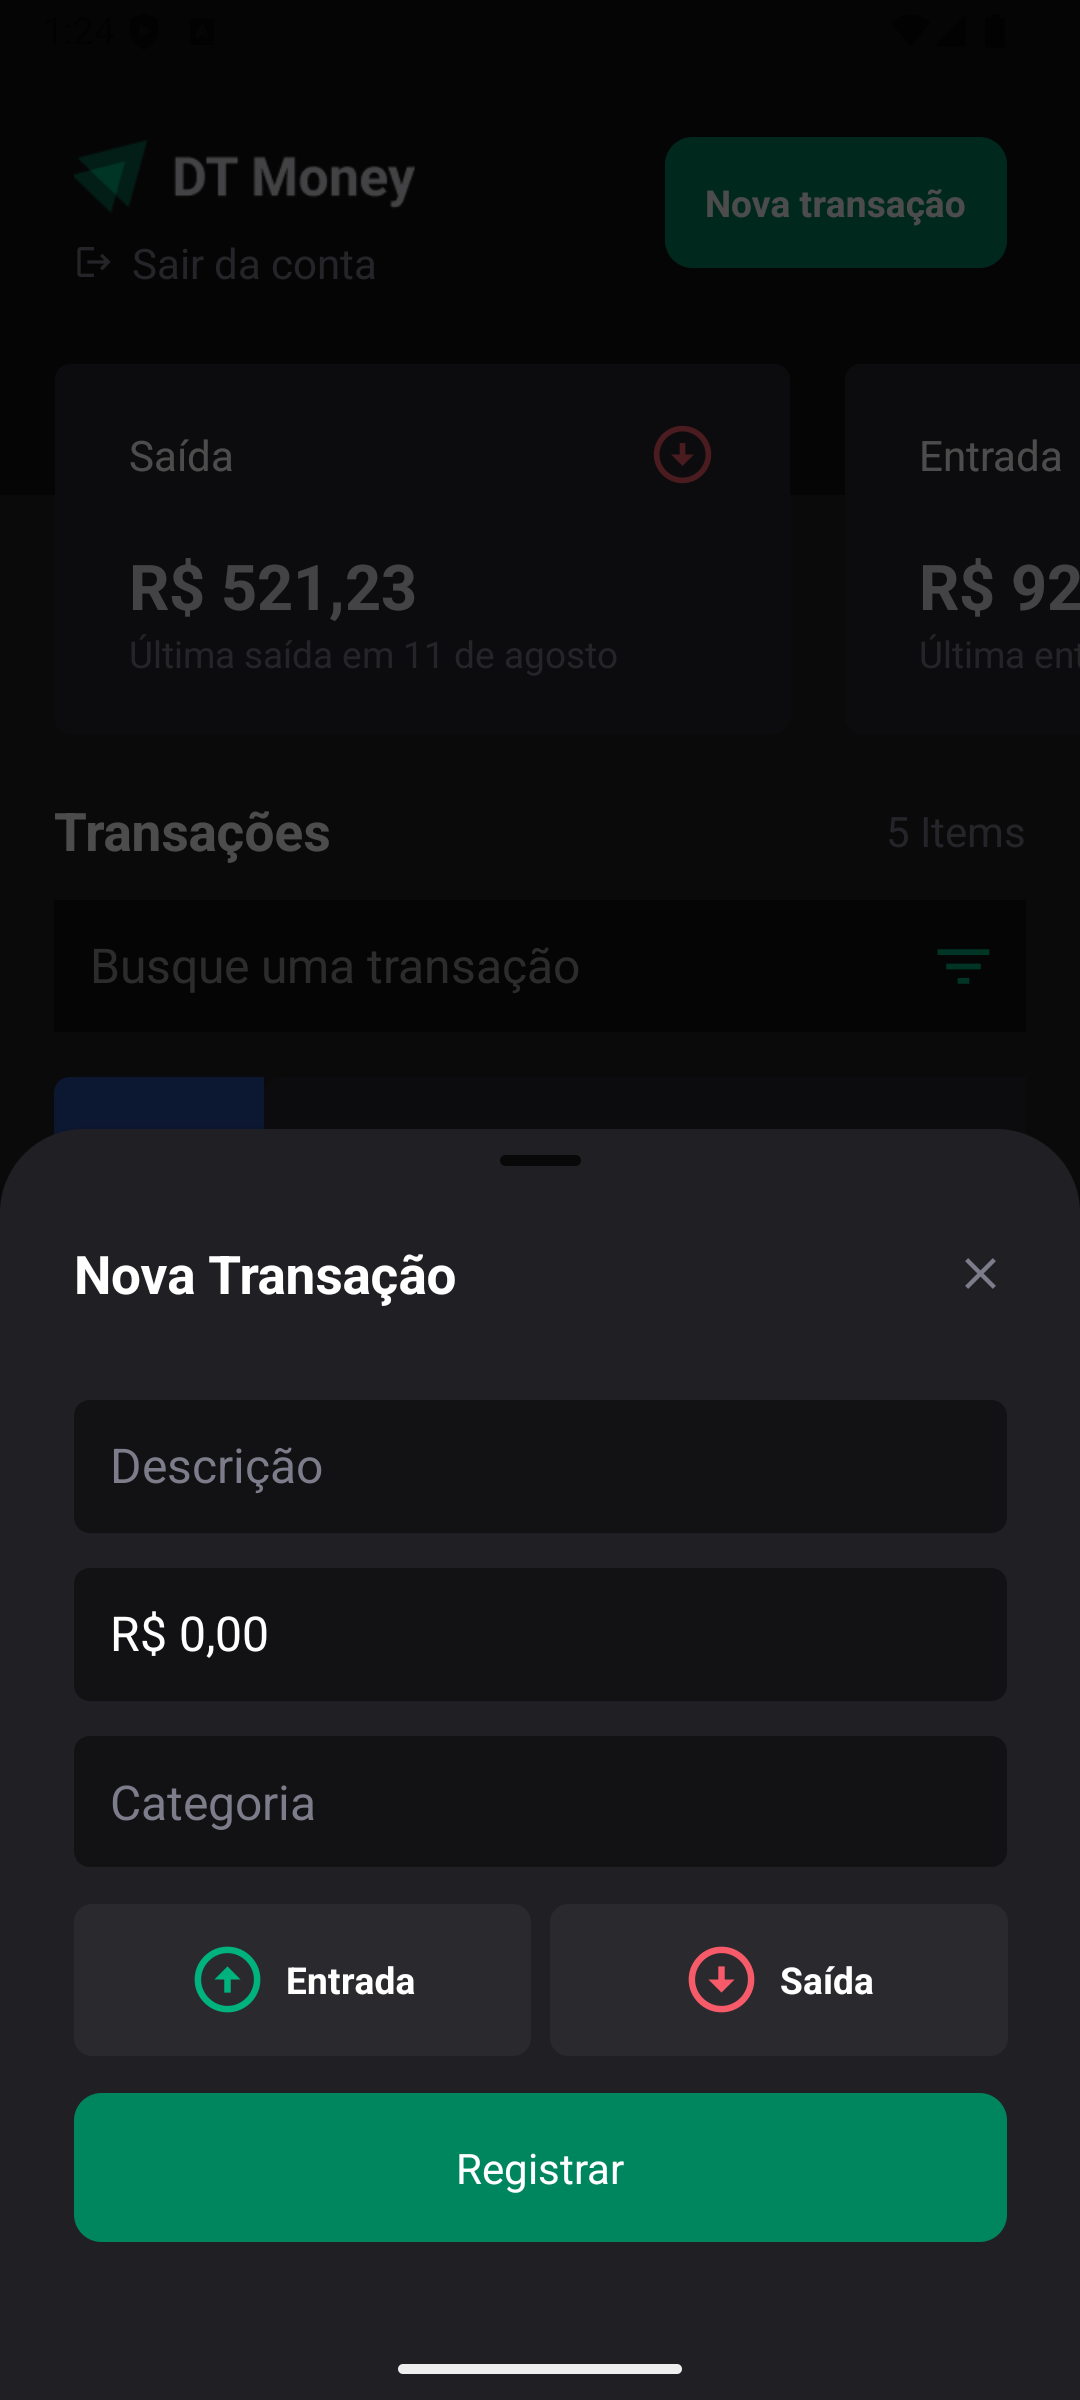 1:24
DT Money
Nova transação
Sair da conta
Saída
Entrada
R$ 521,23
R$ 92
Última saída em 11 de agosto
Última ent
Transações
5 Items
Busque uma transação
Nova Transação
Descrição
R$ 0,00
Categoria
Entrada
Saída
Registrar